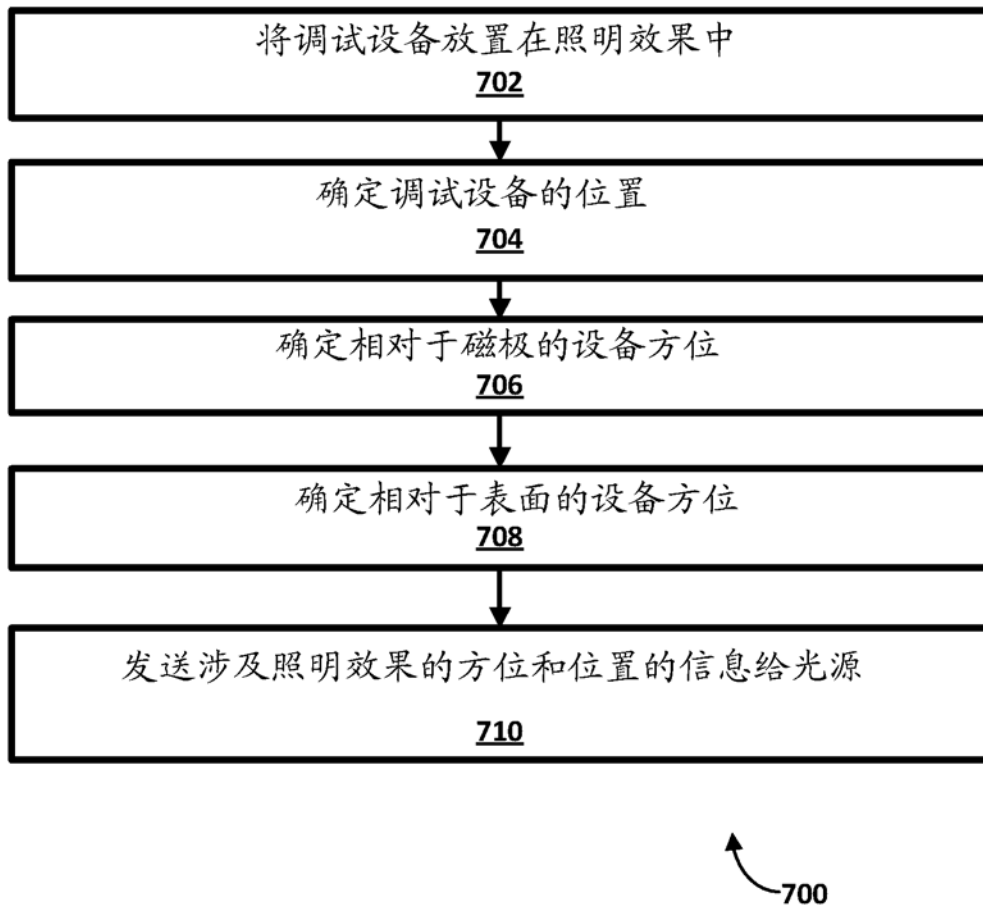 将调试设备放置在照明效果中
702
确定调试设备的位置
704
确定相对于磁极的设备方位
706
确定相对于表面的设备方位
708
发送涉及照明效果的方位和位置的信息给光源
710
700